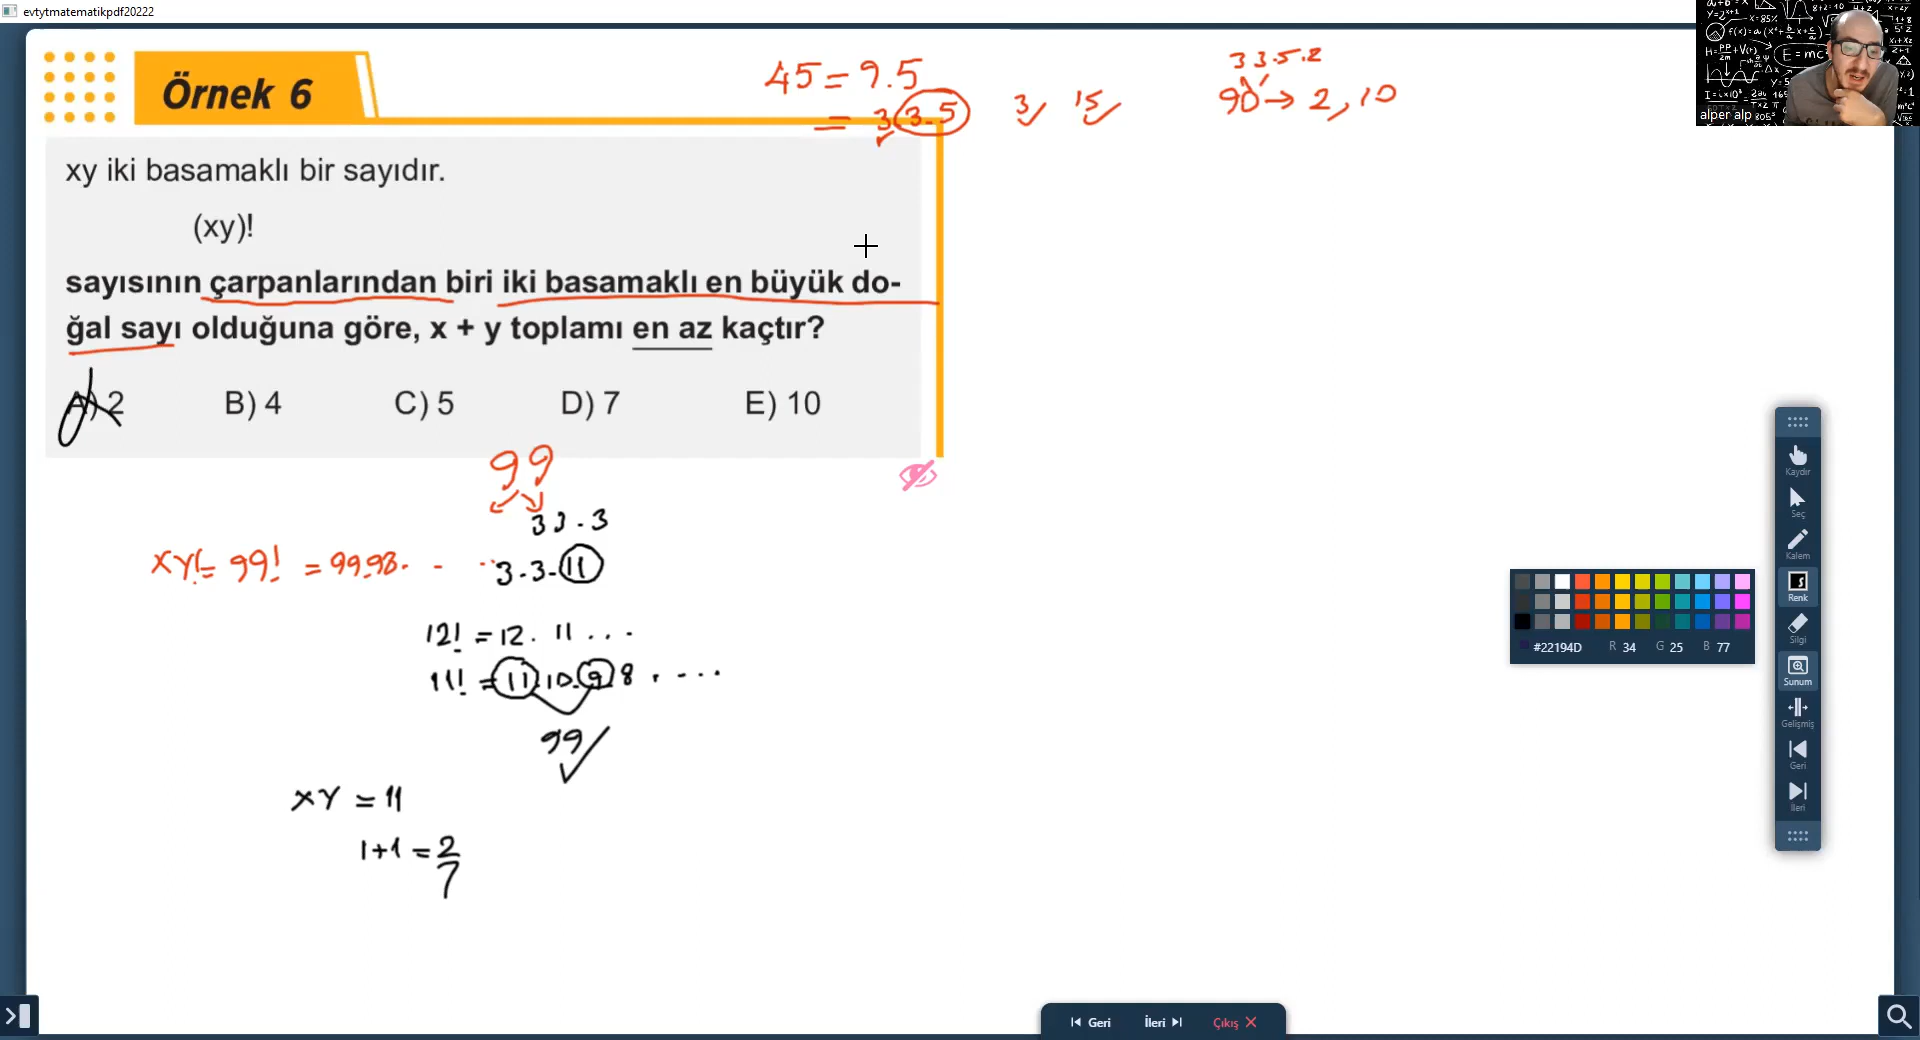 evtytmatematikpdf20222
Örnek 6
45 = 9.5
= 3 3.5
3, 15,
3 3.5.2
90 → 2, 10
alper alp
E = mc
xy iki basamaklı bir sayıdır.
(xy)!
sayısının çarpanlarından biri iki basamaklı en büyük do-
ğal sayı olduğuna göre, x + y toplamı en az kaçtır?
A) 2 B) 4 C) 5 D) 7 E) 10
99
33.3
XY! = 99! = 99.98. . ..
3.3.11
12! = 12. 11 ...
11! = 11.10.9.8. ....
99
XY = 11
1+1 = 2
Kaydır
Seç
Kalem
Renk
Silgi
Sunum
Gelişmiş
Geri
İleri
#22194D R 34 G 25 B 77
Geri İleri Çıkış